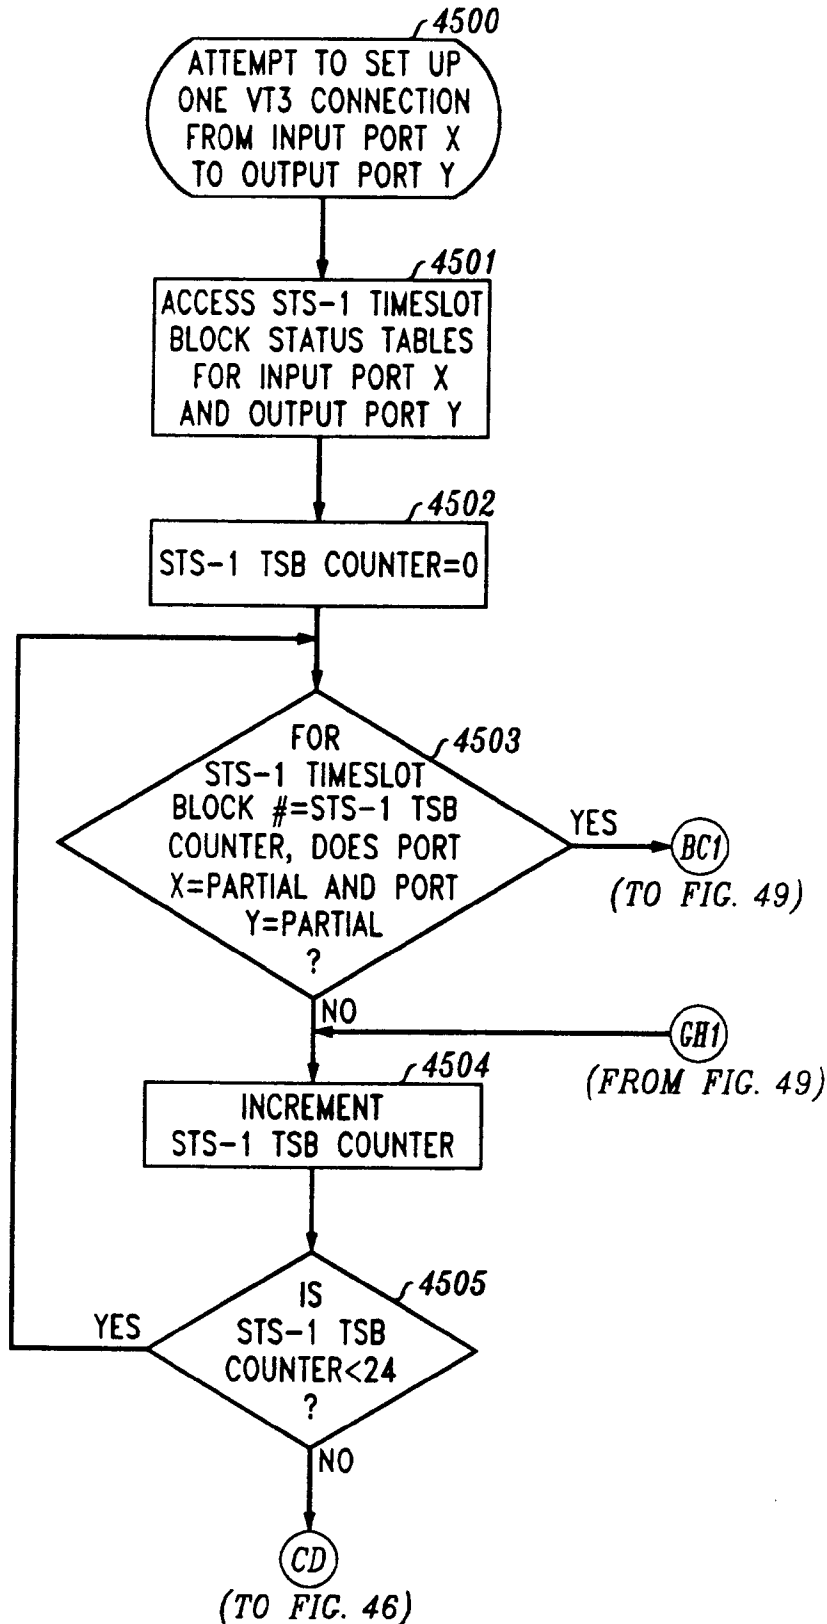 4500
ATTEMPT TO SET UP
ONE VT3 CONNECTION
FROM INPUT PORT X
TO OUTPUT PORT Y
4501
ACCESS STS-1 TIMESLOT
BLOCK STATUS TABLES
FOR INPUT PORT X
AND OUTPUT PORT Y
4502
STS-1 TSB COUNTER=0
4503
FOR
STS-1 TIMESLOT
BLOCK #=STS-1 TSB
COUNTER, DOES PORT
X=PARTIAL AND PORT
Y=PARTIAL
?
YES
BC1
(TO FIG. 49)
NO
GH1
(FROM FIG. 49)
4504
INCREMENT
STS-1 TSB COUNTER
4505
IS
STS-1 TSB
COUNTER<24
?
YES
NO
CD
(TO FIG. 46)